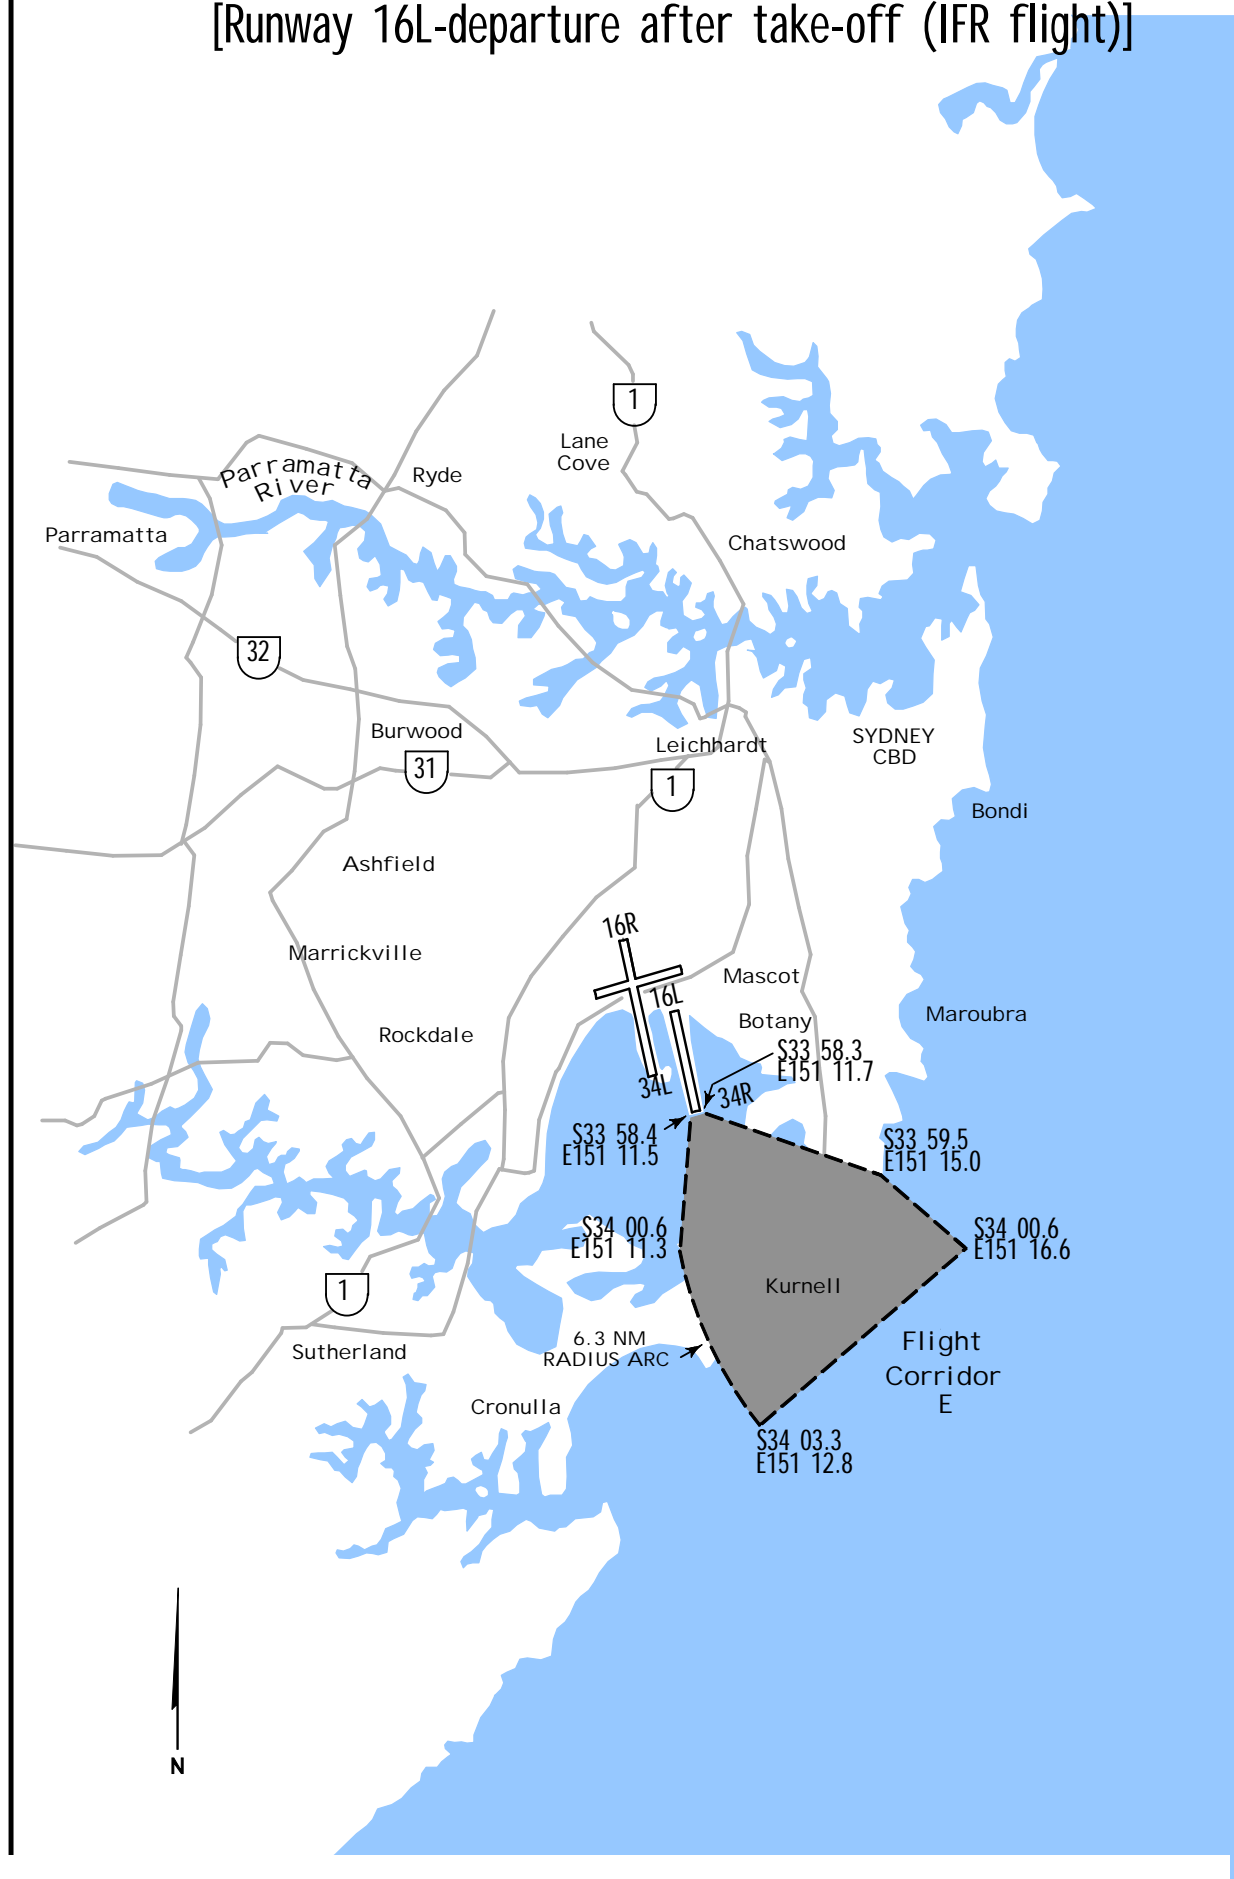 [Runway 16L-departure after take-off (IFR flight)]
1
Lane
Cove
Parramatta
River
Ryde
Parramatta
Chatswood
32
Burwood
31
Leichhardt
1
SYDNEY
CBD
Bondi
Ashfield
16R
Marrickville
Mascot
16L
Rockdale
Botany
Maroubra
S33 58.3
E151 11.7
34L
34R
S33 58.4
E151 11.5
S33 59.5
E151 15.0
S34 00.6
E151 11.3
S34 00.6
E151 16.6
Kurnell
1
Sutherland
6.3 NM
RADIUS ARC
Flight
Corridor
E
Cronulla
S34 03.3
E151 12.8
N